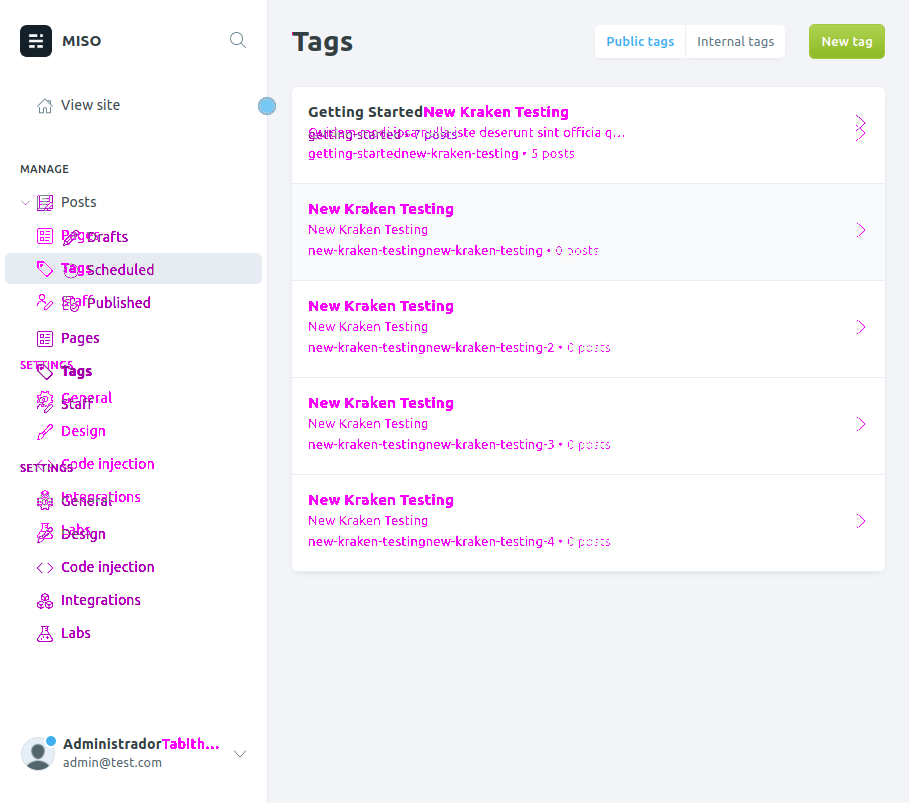 MISO
View site
MANAGE
Posts
Pages
Drafts
Tags
Scheduled
Staff
Published
Pages
SETTINGS
Tags
General
Staff
Design
Code injection
SETTINGS
Integrations
General
Labs
Design
Code injection
Integrations
Labs
AdministradorTabith...
admin@test.com
Tags
Public tags
Internal tags
New tag
Getting StartedNew Kraken Testing
iste deserunt sint officia q...
getting-started • 7 posts
getting-startednew-kraken-testing • 5 posts
New Kraken Testing
New Kraken Testing
new-kraken-testingnew-kraken-testing • 0 posts
New Kraken Testing
New Kraken Testing
new-kraken-testingnew-kraken-testing-2 • 0 posts
New Kraken Testing
New Kraken Testing
new-kraken-testingnew-kraken-testing-3 • 0 posts
New Kraken Testing
New Kraken Testing
new-kraken-testingnew-kraken-testing-4 • 0 posts